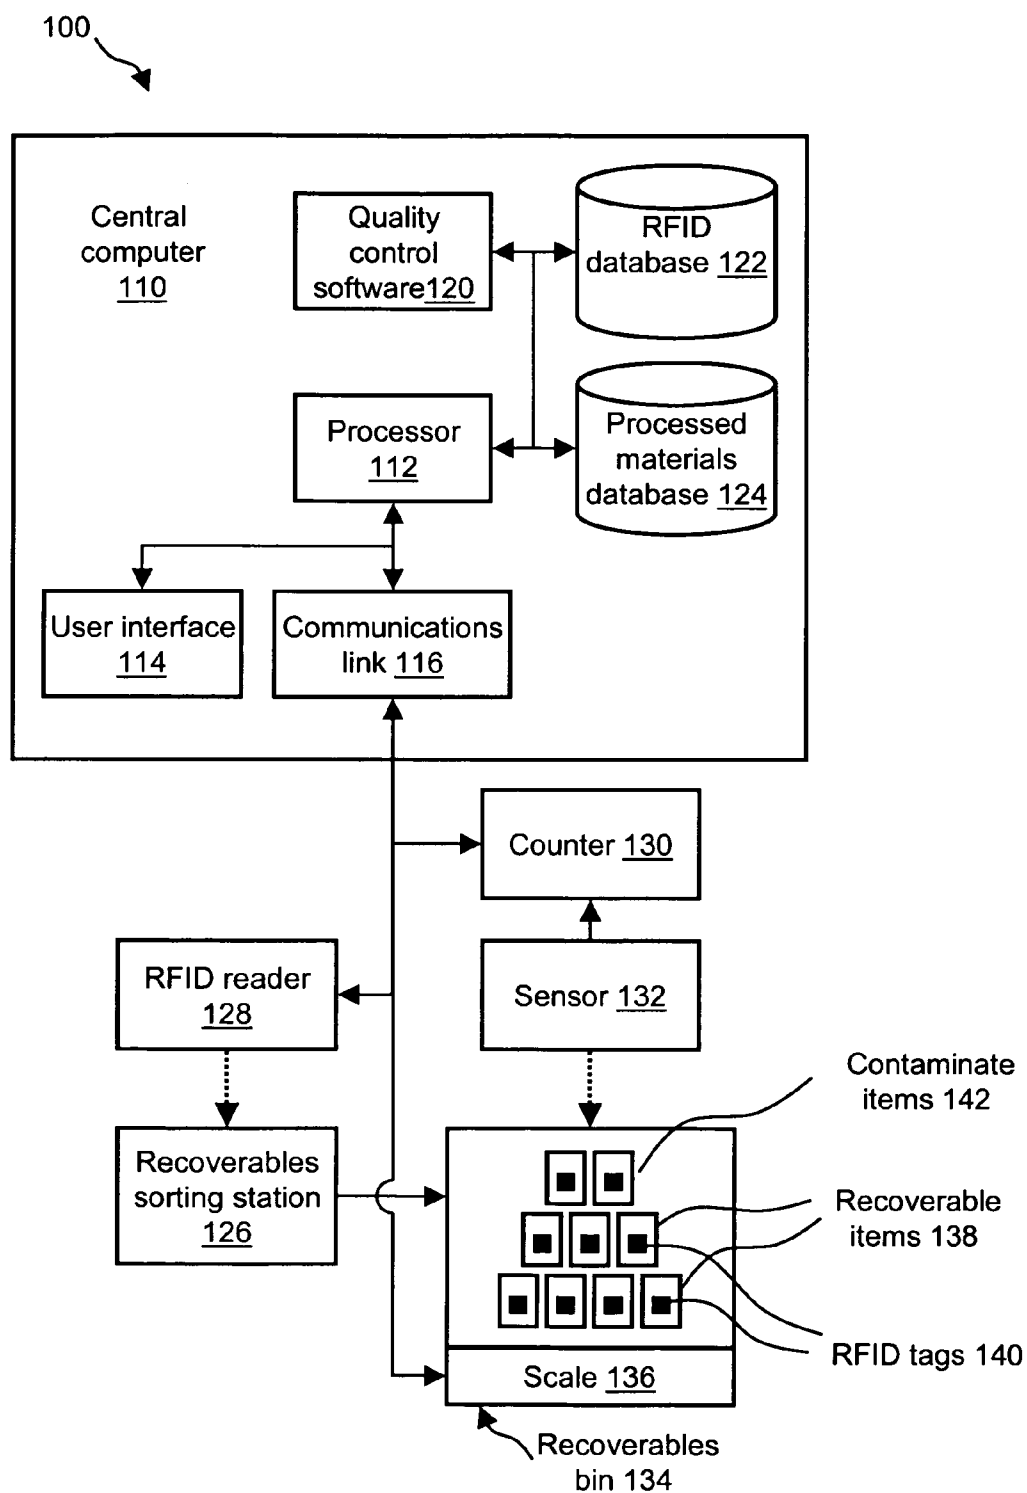 100
Central
computer
110
Quality
control
software120
RFID
database 122
Processor
112
Processed
materials
database 124
User interface
114
Communications
link 116
Counter 130
RFID reader
128
Sensor 132
Contaminate
items 142
Recoverables
sorting station
126
Recoverable
items 138
RFID tags 140
Scale 136
Recoverables
bin 134